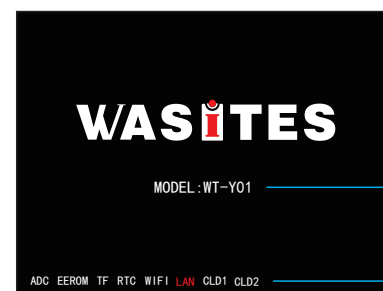 WASiTES
MODEL:WT-Y01
ADC EEROM TF RTC WIFI LAN CLD1 CLD2